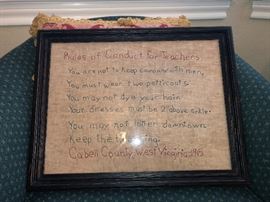 Rules of Conduct for Teachers
You are not to keep company with men,
You must wear two petticoats
You may not dye your hair
Your dresses must be 2" above ankle.
You may not loiter downtown
Keep the
Cabell County, West Virginia 1915